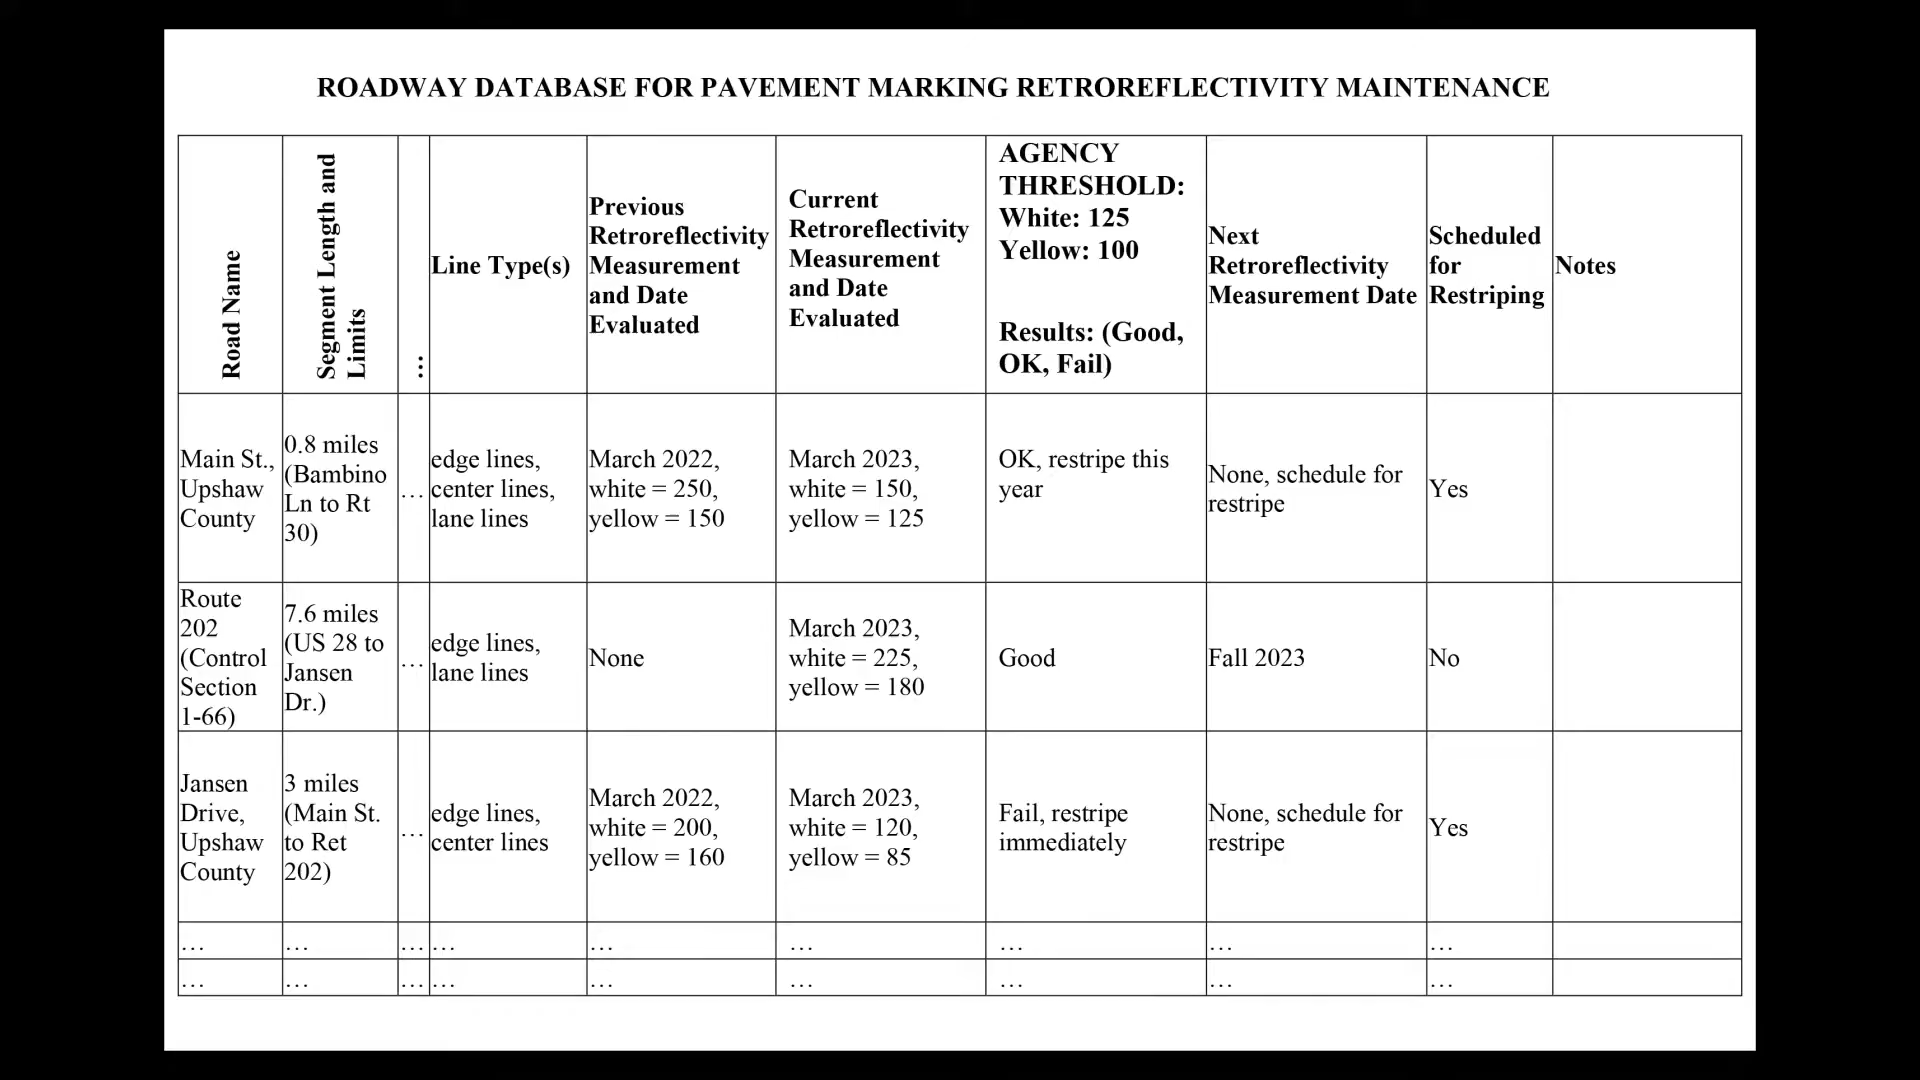 ROADWAY DATABASE FOR PAVEMENT MARKING RETROREFLECTIVITY MAINTENANCE
Road Name
Segment Length and
Limits
…
Line Type(s)
Previous
Retroreflectivity
Measurement
and Date
Evaluated
Current
Retroreflectivity
Measurement
and Date
Evaluated
AGENCY
THRESHOLD:
White: 125
Yellow: 100
Results: (Good,
OK, Fail)
Next
Retroreflectivity
Measurement Date
Scheduled
for
Restriping
Notes
Main St.,
Upshaw
County
0.8 miles
(Bambino
Ln to Rt
30)
…
edge lines,
center lines,
lane lines
March 2022,
white = 250,
yellow = 150
March 2023,
white = 150,
yellow = 125
OK, restripe this
year
None, schedule for
restripe
Yes
Route
202
(Control
Section
1-66)
7.6 miles
(US 28 to
Jansen
Dr.)
…
edge lines,
lane lines
None
March 2023,
white = 225,
yellow = 180
Good
Fall 2023
No
Jansen
Drive,
Upshaw
County
3 miles
(Main St.
to Ret
202)
…
edge lines,
center lines
March 2022,
white = 200,
yellow = 160
March 2023,
white = 120,
yellow = 85
Fail, restripe
immediately
None, schedule for
restripe
Yes
… … … … … … … … …
… … … … … … … … …